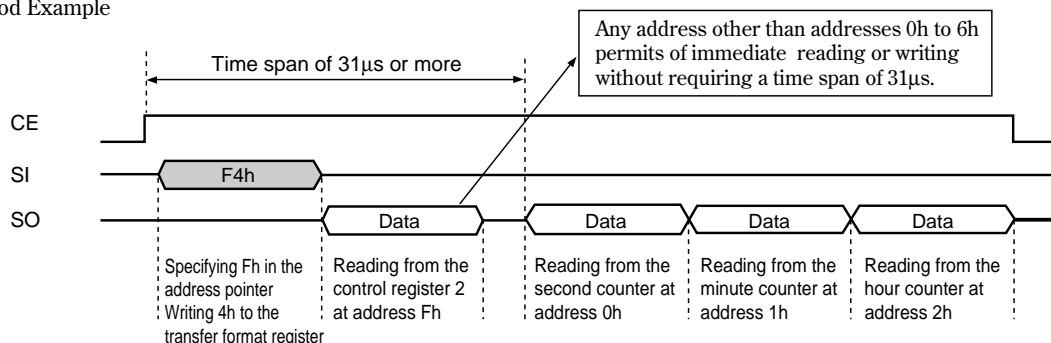 od Example
Any address other than addresses 0h to 6h
permits of immediate reading or writing
without requiring a time span of 31µs.
Time span of 31µs or more
CE
SI
F4h
SO
Data
Data
Data
Data
Specifying Fh in the
address pointer
Writing 4h to the
transfer format register
Reading from the
control register 2
at address Fh
Reading from the
second counter at
address 0h
Reading from the
minute counter at
address 1h
Reading from the
hour counter at
address 2h